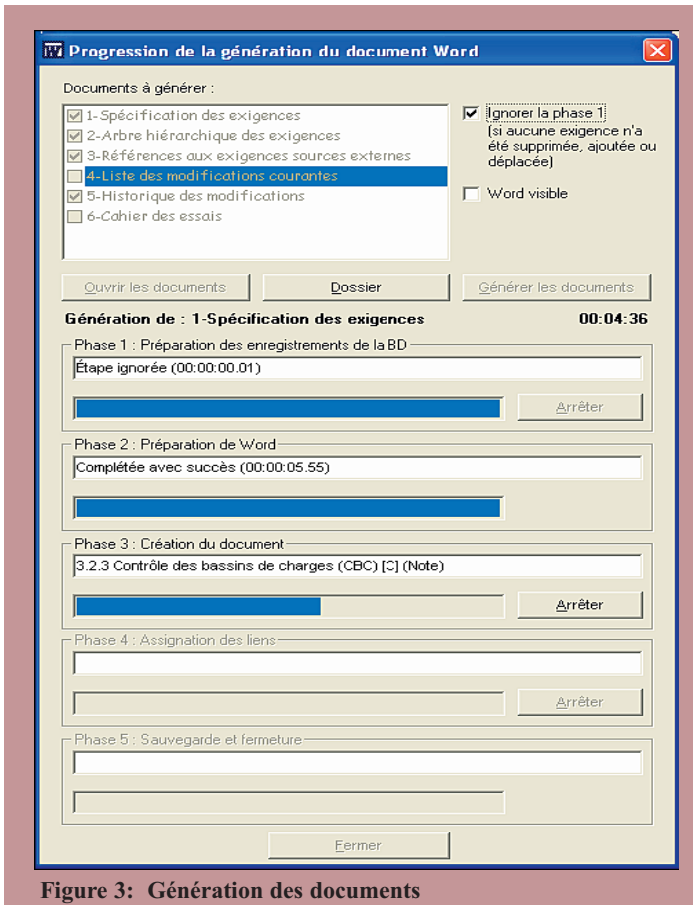 Progression de la génération du document Word
Documents à générer :
1-Spécification des exigences
2-Arbre hiérarchique des exigences
3-Références aux exigences sources externes
4-Liste des modifications courantes
5-Historique des modifications
6-Cahier des essais
Ignorer la phase 1
(si aucune exigence n'a
été supprimée, ajoutée ou
déplacée)
Word visible
Ouvrir les documents
Dossier
Générer les documents
Génération de : 1-Spécification des exigences 00:04:36
Phase 1 : Préparation des enregistrements de la BD
Étape ignorée (00:00:00.01)
Arrêter
Phase 2 : Préparation de Word
Complétée avec succès (00:00:05.55)
Phase 3 : Création du document
3.2.3 Contrôle des bassins de charges (CBC) [C] (Note)
Arrêter
Phase 4 : Assignation des liens
Arrêter
Phase 5 : Sauvegarde et fermeture
Fermer
Figure 3: Génération des documents